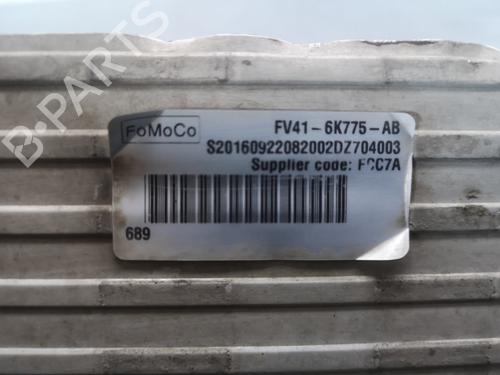 B-PARTS
FoMoCo
FV41-6K775-AB
S20160922082002DZ704003
Supplier code: FCC7A
689